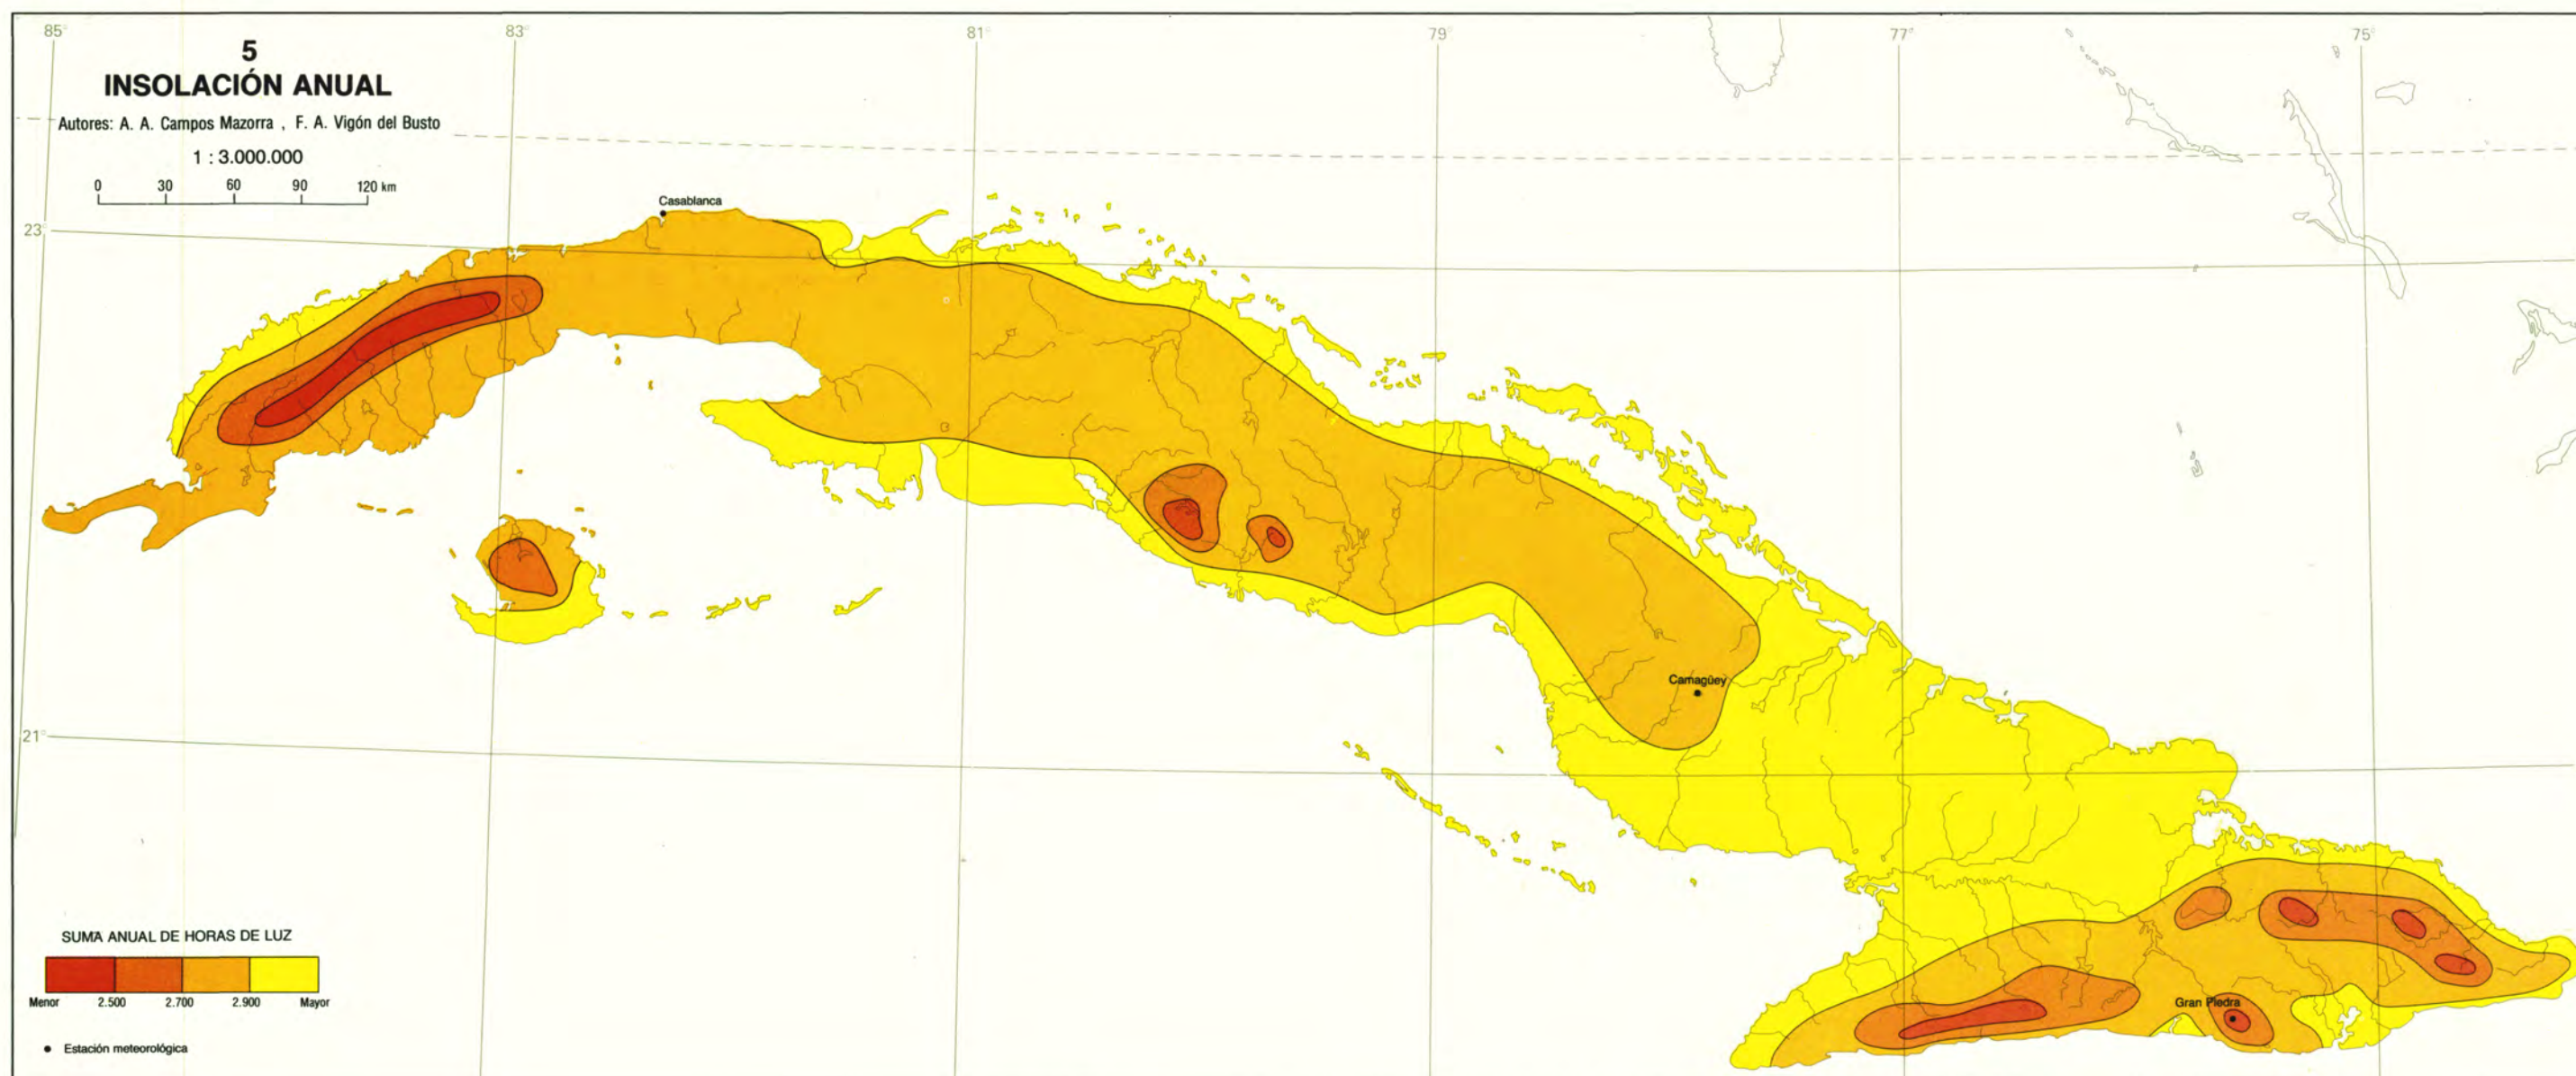 85° 83° 81° 79° 77° 75°
5
INSOLACIÓN ANUAL
Autores: A. A. Campos Mazorra , F. A. Vigón del Busto
1 : 3.000.000
0 30 60 90 120 km
Casablanca
23°
Camagüey
21°
SUMA ANUAL DE HORAS DE LUZ
Menor 2.500 2.700 2.900 Mayor
Gran Piedra
Estación meteorológica